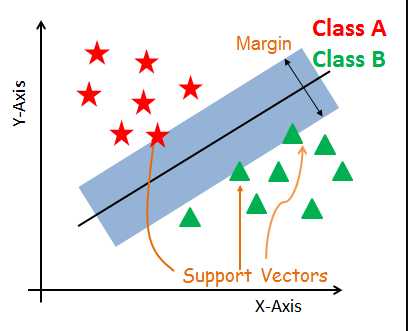 Class A
Margin
Class B
Y-Axis
Support Vectors
X-Axis